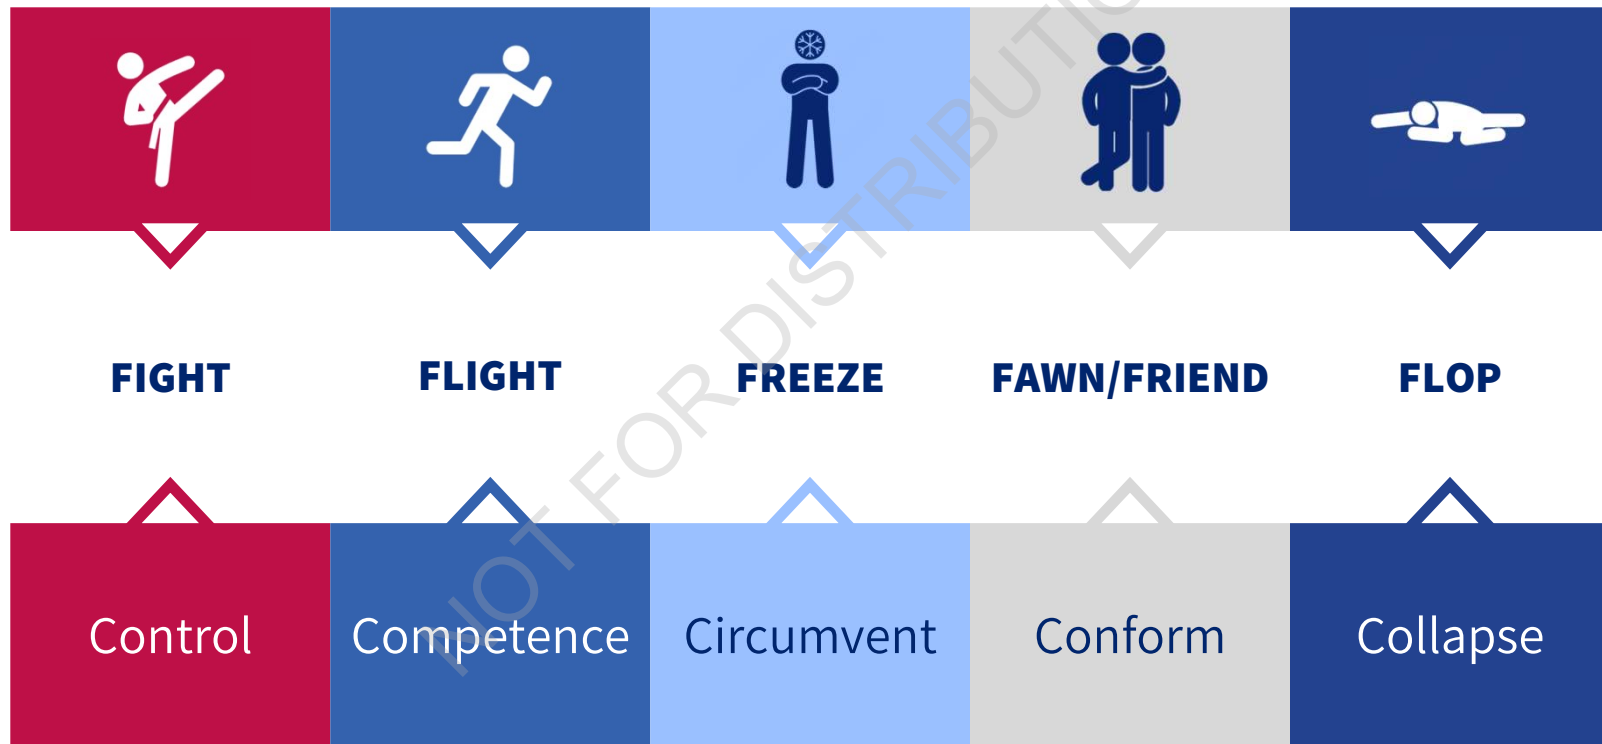 FIGHT
FLIGHT
FREEZE
FAWN/FRIEND
FLOP
Control
Competence
Circumvent
Conform
Collapse
NOT FOR DISTRIBUTIO